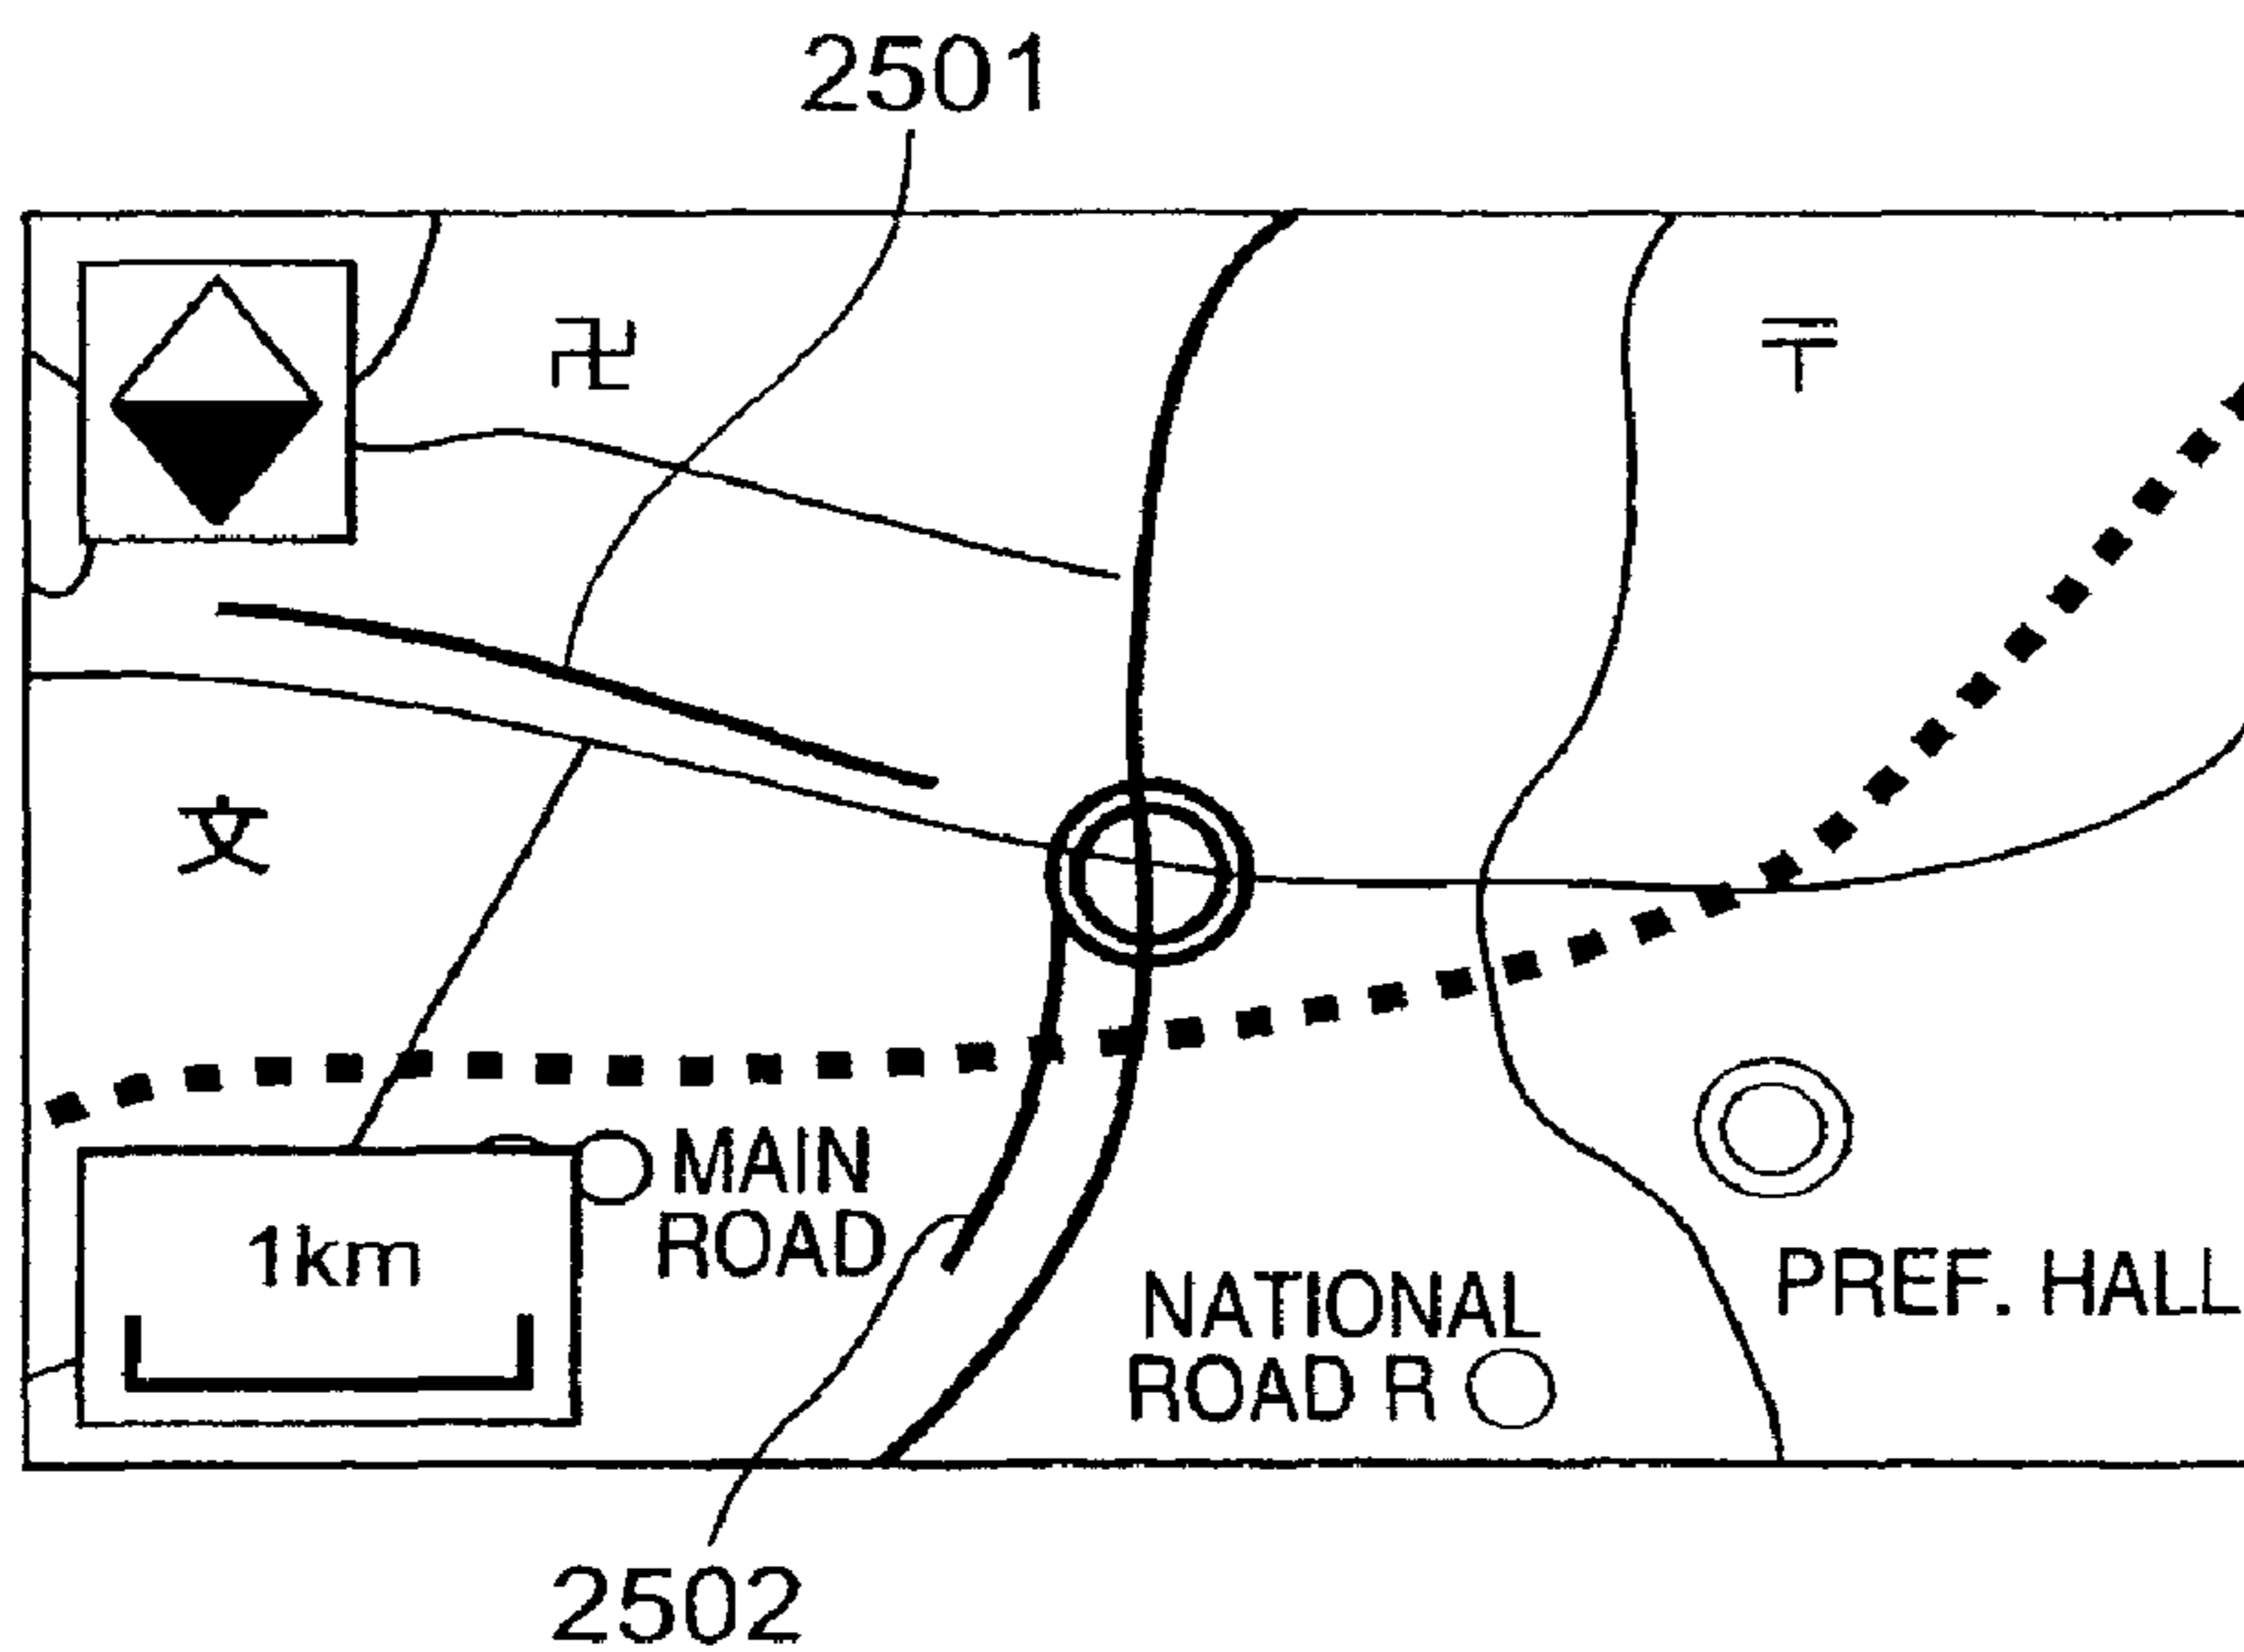 2501
卍
〒
文
MAIN
ROAD
1km
NATIONAL
ROAD R
PREF. HALL
2502